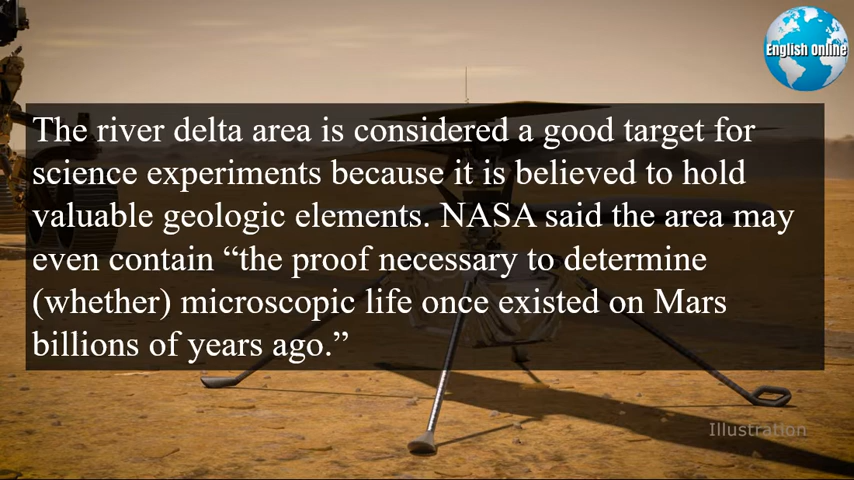 English Online
The river delta area is considered a good target for
science experiments because it is believed to hold
valuable geologic elements. NASA said the area may
even contain “the proof necessary to determine
(whether) microscopic life once existed on Mars
billions of years ago.”
Illustration